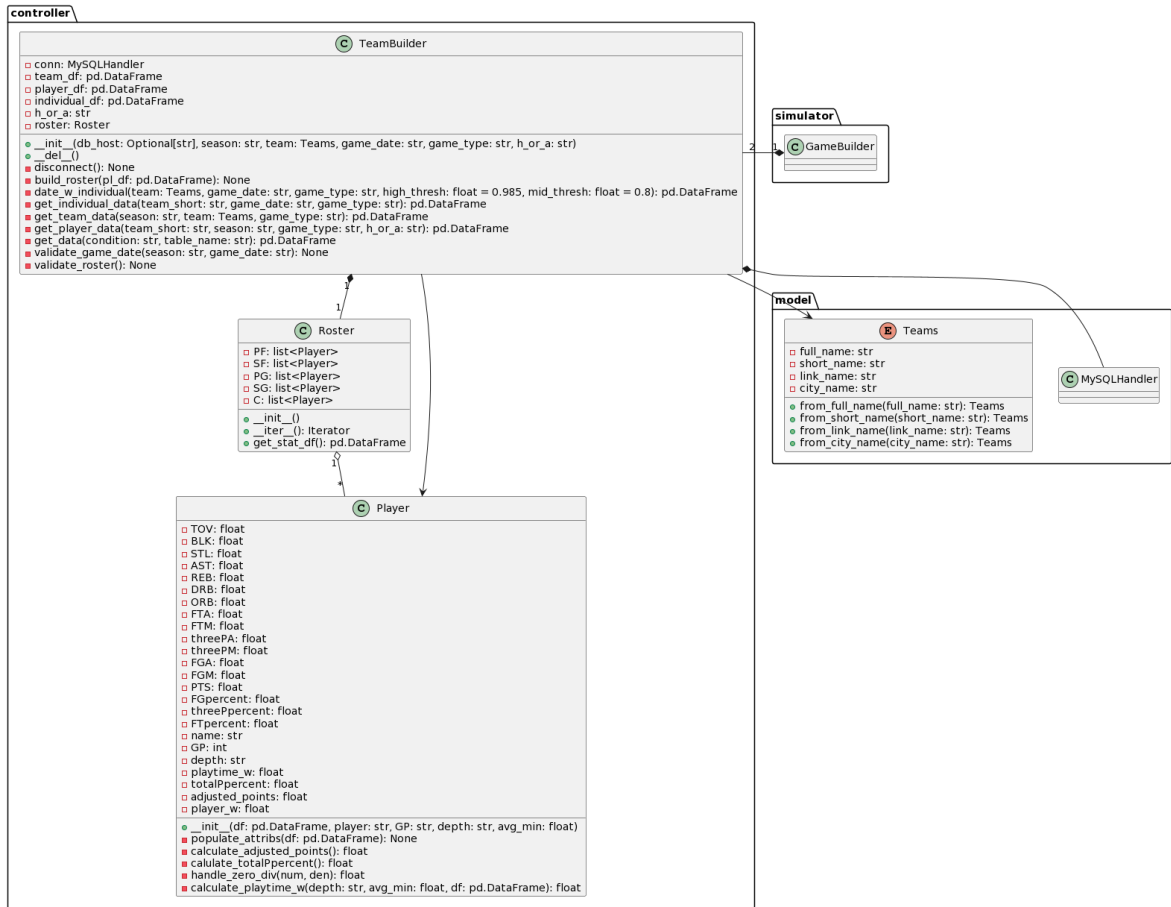 controller
C TeamBuilder
conn: MySQLHandler
team_df: pd.DataFrame
player_df: pd.DataFrame
individual_df: pd.DataFrame
h_or_a: str
roster: Roster
__init__(db_host: Optional[str], season: str, team: Teams, game_date: str, game_type: str, h_or_a: str)
__del__()
disconnect(): None
build_roster(pl_df: pd.DataFrame): None
date_w_individual(team: Teams, game_date: str, game_type: str, high_thresh: float = 0.985, mid_thresh: float = 0.8): pd.DataFrame
get_individual_data(team_short: str, game_date: str, game_type: str): pd.DataFrame
get_team_data(season: str, team: Teams, game_type: str): pd.DataFrame
get_player_data(team_short: str, season: str, game_type: str, h_or_a: str): pd.DataFrame
get_data(condition: str, table_name: str): pd.DataFrame
validate_game_date(season: str, game_date: str): None
validate_roster(): None
simulator
2 1
C GameBuilder
1
1
C Roster
PF: list<Player>
SF: list<Player>
PG: list<Player>
SG: list<Player>
C: list<Player>
__init__()
__iter__(): Iterator
get_stat_df(): pd.DataFrame
model
E Teams
full_name: str
short_name: str
link_name: str
city_name: str
from_full_name(full_name: str): Teams
from_short_name(short_name: str): Teams
from_link_name(link_name: str): Teams
from_city_name(city_name: str): Teams
C MySQLHandler
1
*
C Player
TOV: float
BLK: float
STL: float
AST: float
REB: float
DRB: float
ORB: float
FTA: float
FTM: float
threePA: float
threePM: float
FGA: float
FGM: float
PTS: float
FGpercent: float
threePpercent: float
FTpercent: float
name: str
GP: int
depth: str
playtime_w: float
totalPpercent: float
adjusted_points: float
player_w: float
__init__(df: pd.DataFrame, player: str, GP: str, depth: str, avg_min: float)
populate_attribs(df: pd.DataFrame): None
calculate_adjusted_points(): float
calulate_totalPpercent(): float
handle_zero_div(num, den): float
calculate_playtime_w(depth: str, avg_min: float, df: pd.DataFrame): float